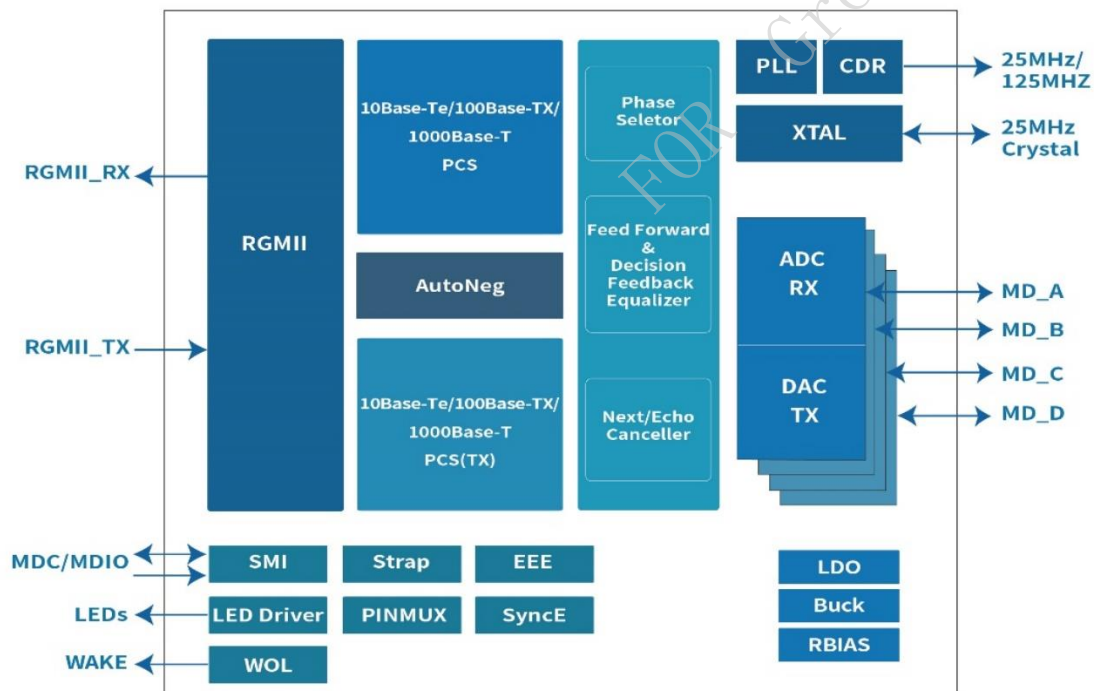 PLL
CDR
25MHz/
125MHZ
10Base-Te/100Base-TX/
1000Base-T
PCS
Phase
Seletor
XTAL
25MHz
Crystal
RGMII_RX
RGMII
FOR
Feed Forward
&
Decision
Feedback
Equalizer
ADC
RX
AutoNeg
MD_A
MD_B
RGMII_TX
MD_C
DAC
TX
MD_D
10Base-Te/100Base-TX/
1000Base-T
PCS(TX)
Next/Echo
Canceller
MDC/MDIO
SMI
Strap
EEE
LDO
LEDs
LED Driver
PINMUX
SyncE
Buck
WAKE
WOL
RBIAS